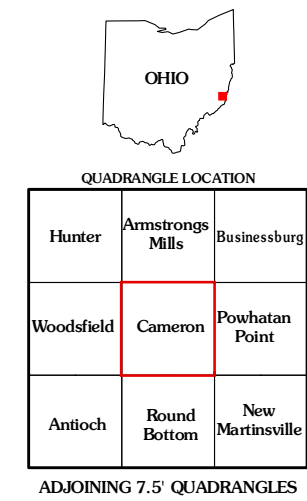 OHIO
QUADRANGLE LOCATION
Hunter
Armstrongs
Mills
Businessburg
Woodsfield
Cameron
Powhatan
Point
Antioch
Round
Bottom
New
Martinsville
ADJOINING 7.5' QUADRANGLES